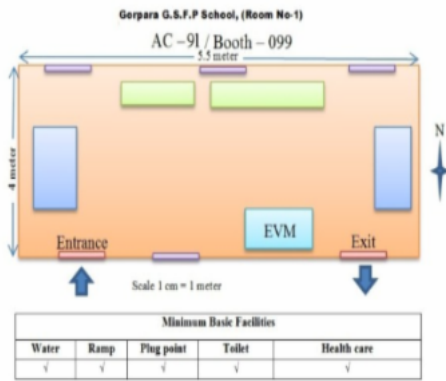 Gorpara G.S.F.P School, (Room No-1)
AC -91 / Booth - 099
5.5 meter
4 meter
N
EVM
Entrance
Exit
Scale 1 cm = 1 meter
Minimum Basic Facilities
Water Ramp Plug point Toilet Health care
√ √ √ √ √